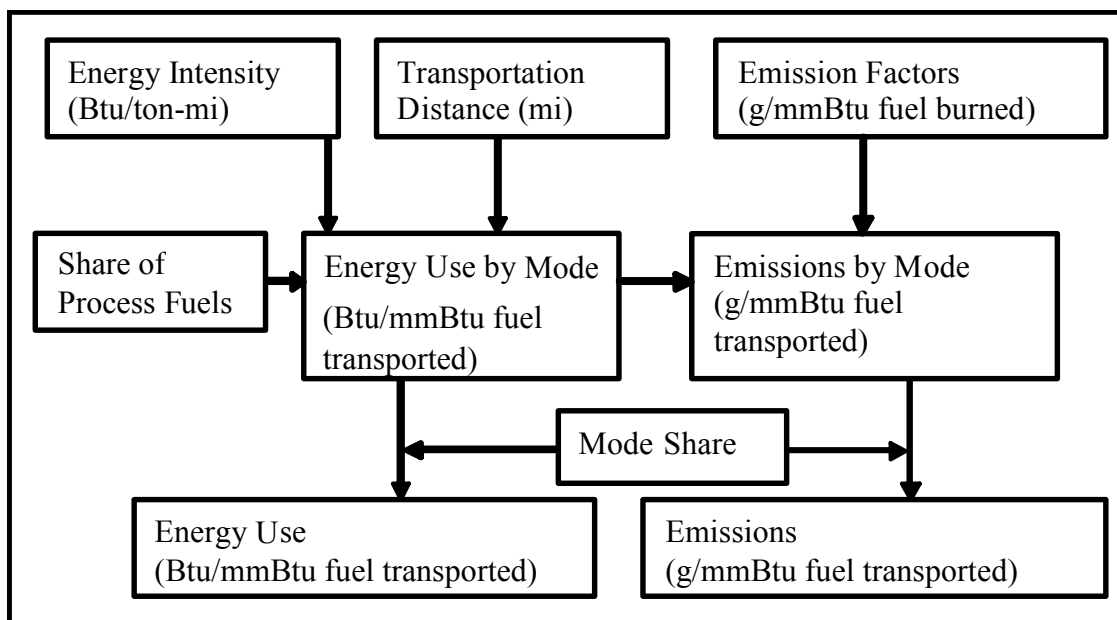 Energy Intensity
(Btu/ton-mi)
Transportation
Distance (mi)
Emission Factors
(g/mmBtu fuel burned)
Share of
Process Fuels
Energy Use by Mode
(Btu/mmBtu fuel
transported)
Emissions by Mode
(g/mmBtu fuel
transported)
Mode Share
Energy Use
(Btu/mmBtu fuel transported)
Emissions
(g/mmBtu fuel transported)